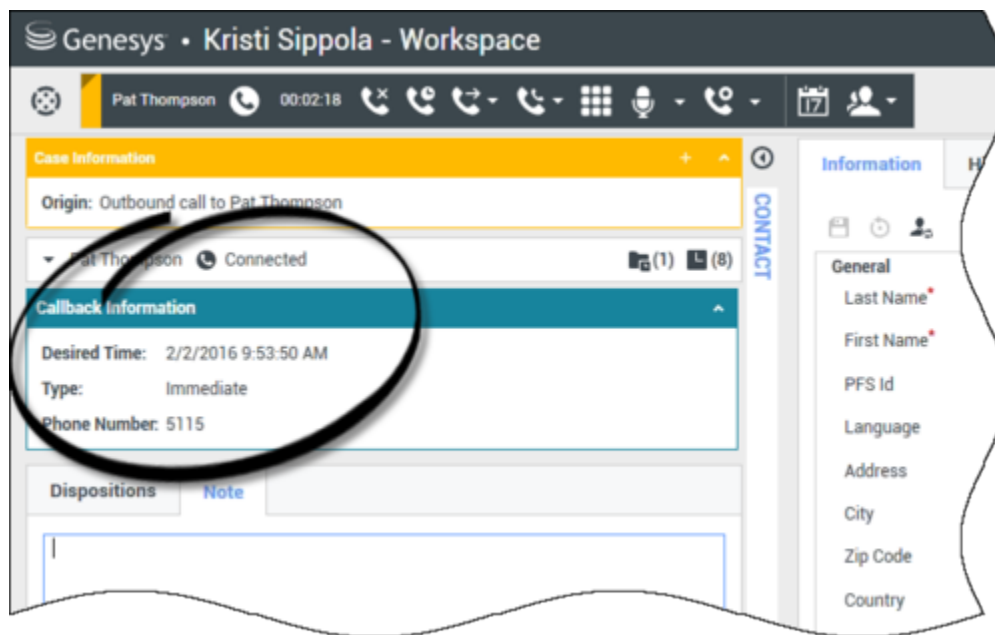 Genesys • Kristi Sippola - Workspace
Pat Thompson 00:02:18
17
Case Information
Origin: Outbound call to Pat Thompson
Pat Thompson Connected (1) (8)
Callback Information
Desired Time: 2/2/2016 9:53:50 AM
Type: Immediate
Phone Number: 5115
Dispositions Note
CONTACT
Information H
General
Last Name*
First Name*
PFS Id
Language
Address
City
Zip Code
Country